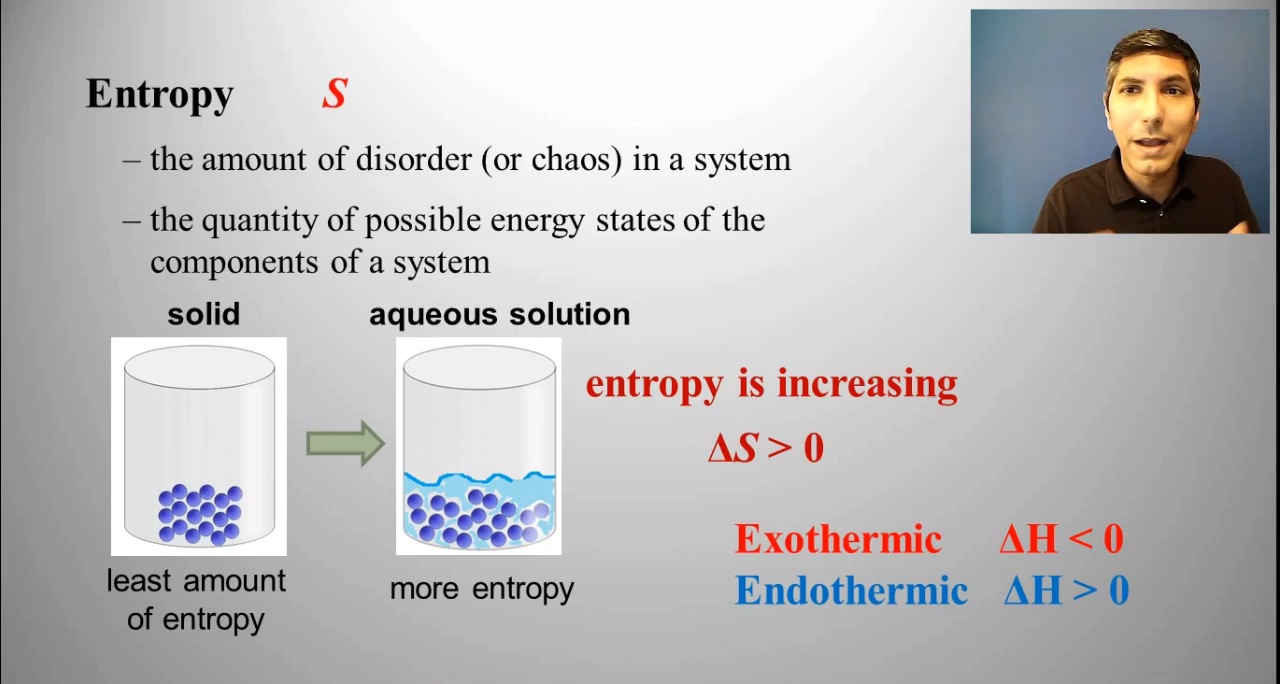 Entropy S
– the amount of disorder (or chaos) in a system
– the quantity of possible energy states of the
components of a system
solid aqueous solution
entropy is increasing
ΔS > 0
Exothermic ΔH < 0
Endothermic ΔH > 0
least amount
of entropy
more entropy